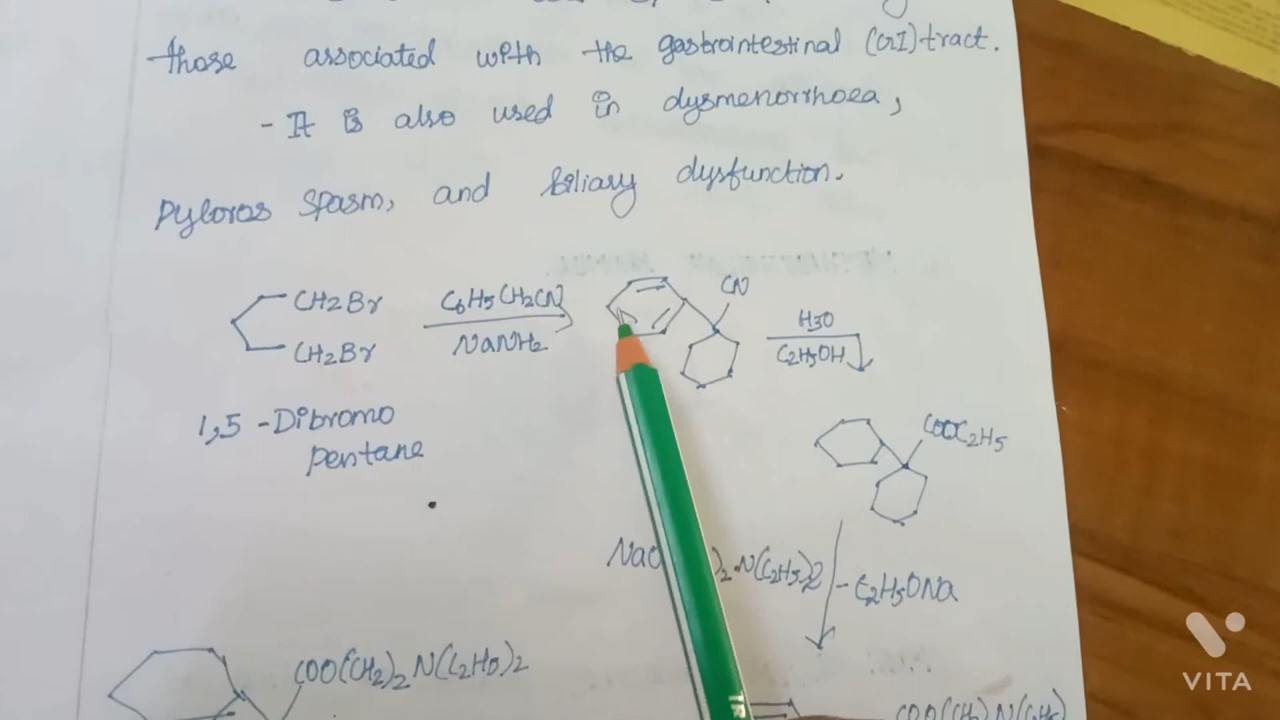 those associated with the gastrointestinal (GI) tract.
- It is also used in dysmenorrhoea,
Pyloros spasm, and biliary dysfunction.
CH2Br
CH2Br
C6H5CH2CN
NaNH2
CN
H3O
C2H5OH
1,5 - Dibromo
pentane
COOC2H5
)2.N(C2H5)2
- C2H5ONa
COO(CH2)2 N(C2H5)2
VITA